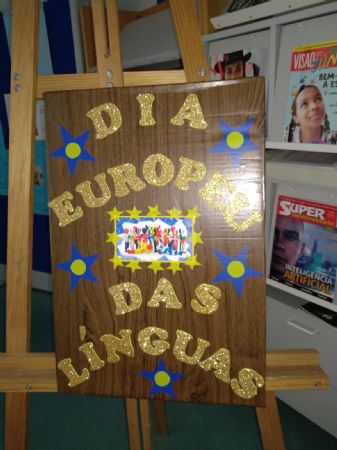 DIA
EUROPEU
DAS
LÍNGUAS
VISÃO
SUPER
INTELIGÊNCIA
ARTIFICIAL